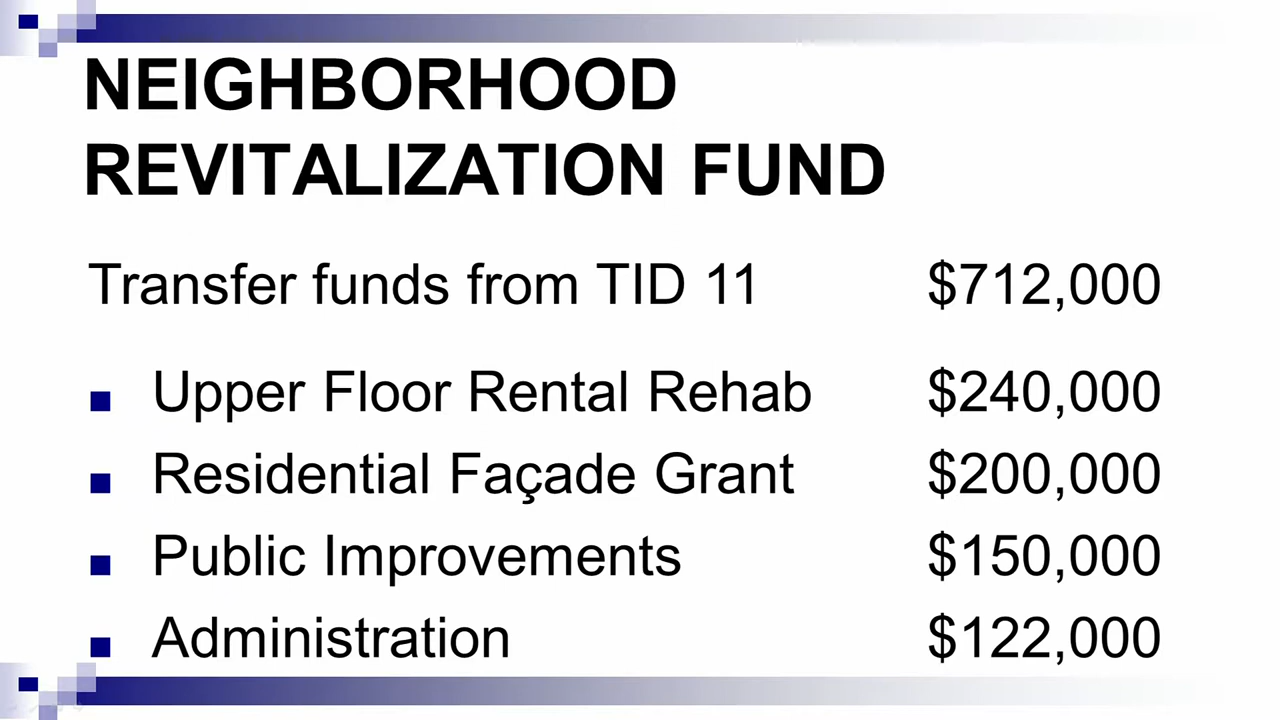 NEIGHBORHOOD
REVITALIZATION FUND
Transfer funds from TID 11 $712,000
Upper Floor Rental Rehab $240,000
Residential Façade Grant $200,000
Public Improvements $150,000
Administration $122,000